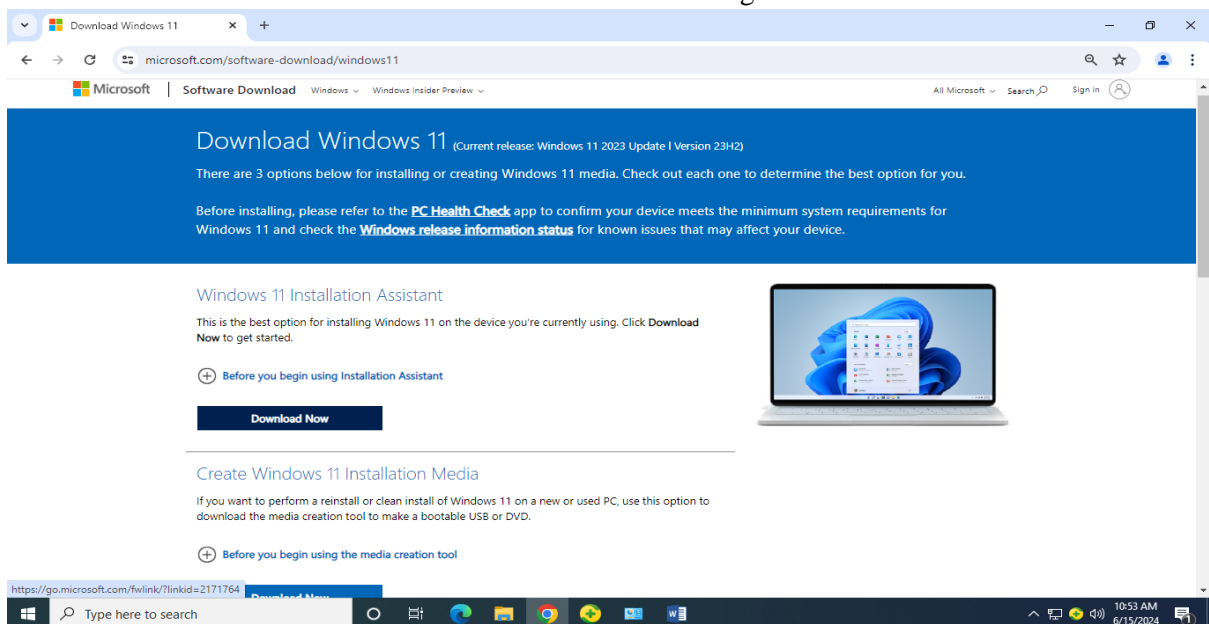 Download Windows 11
microsoft.com/software-download/windows11
Microsoft Software Download Windows Windows Insider Preview All Microsoft Search Sign in
Download Windows 11 (Current release: Windows 11 2023 Update l Version 23H2)
There are 3 options below for installing or creating Windows 11 media. Check out each one to determine the best option for you.
Before installing, please refer to the PC Health Check app to confirm your device meets the minimum system requirements for
Windows 11 and check the Windows release information status for known issues that may affect your device.
Windows 11 Installation Assistant
This is the best option for installing Windows 11 on the device you're currently using. Click Download
Now to get started.
Before you begin using Installation Assistant
Download Now
Create Windows 11 Installation Media
If you want to perform a reinstall or clean install of Windows 11 on a new or used PC, use this option to
download the media creation tool to make a bootable USB or DVD.
Before you begin using the media creation tool
https://go.microsoft.com/fwlink/?linkid=2171764
Download Now
Type here to search
10:53 AM
6/15/2024